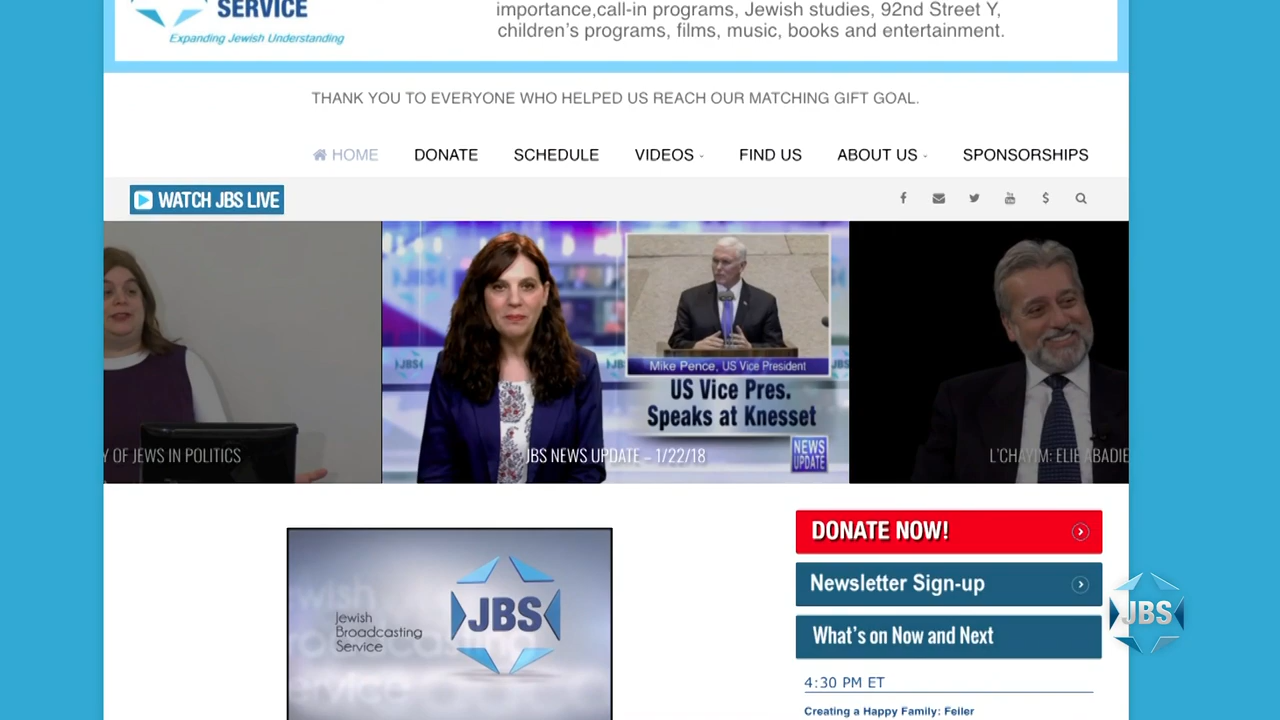 SERVICE
Expanding Jewish Understanding
importance,call-in programs, Jewish studies, 92nd Street Y,
children's programs, films, music, books and entertainment.
THANK YOU TO EVERYONE WHO HELPED US REACH OUR MATCHING GIFT GOAL.
HOME DONATE SCHEDULE VIDEOS FIND US ABOUT US SPONSORSHIPS
WATCH JBS LIVE
JBS
JBS
Mike Pence, US Vice President
US Vice Pres.
Speaks at Knesset
NEWS
UPDATE
Y OF JEWS IN POLITICS
JBS NEWS UPDATE – 1/22/18
L'CHAYIM: ELIE ABADIE
DONATE NOW!
Newsletter Sign-up
What's on Now and Next
4:30 PM ET
Creating a Happy Family: Feiler
Jewish
Broadcasting
Service
JBS
JBS